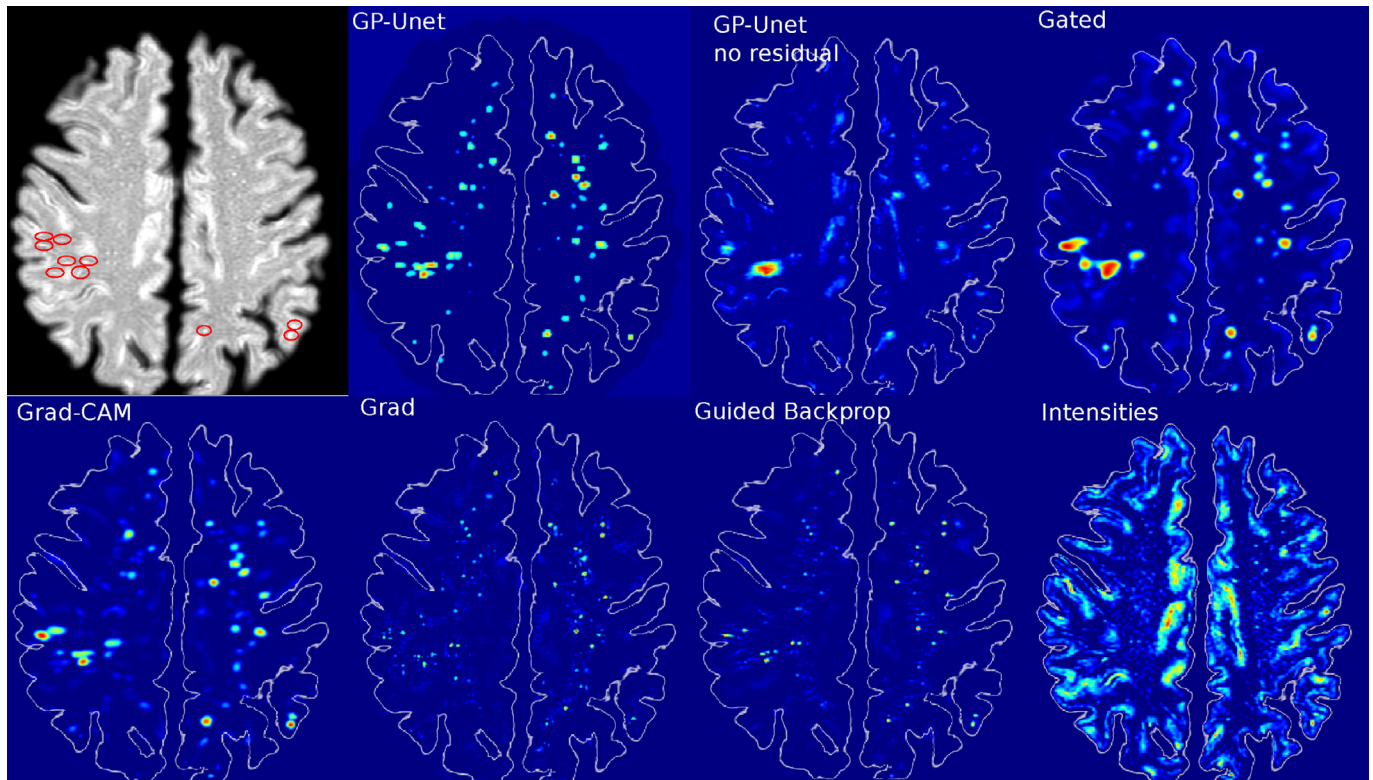 GP-Unet
GP-Unet
no residual
Gated
Grad-CAM
Grad
Guided Backprop
Intensities